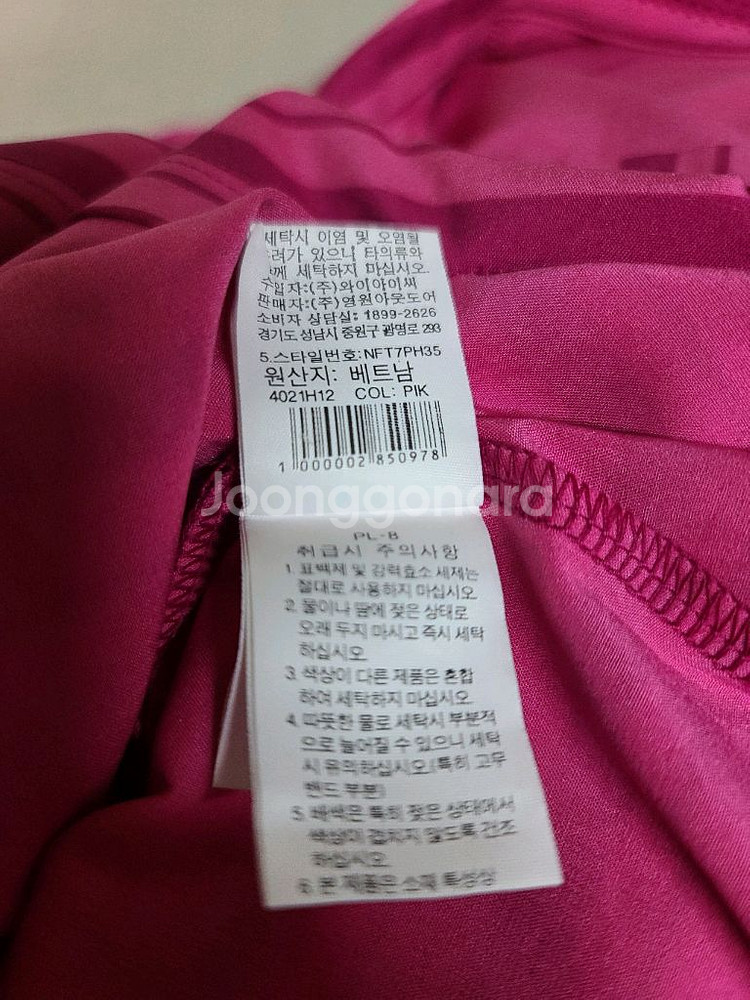 세탁시 이염 및 오염될
려가 있으니 타의류와
께 세탁하지 마십시오.
입자:(주)와이아이씨
판매자:(주)영원아웃도어
소비자 상담실: 1899-2626
경기도 성남시 중원구 광명로 293
5.스타일번호:NFT7PH35
원산지: 베트남
4021H12 COL: PIK
1 000002 850978
Joonggonara
PL-8
취급시 주의사항
1. 표백제 및 강력효소 세제는
절대로 사용하지 마십시오
2. 물이나 땀에 젖은 상태로
오래 두지 마시고 즉시 세탁
하십시오
3. 색상이 다른 제품은 혼합
하여 세탁하지 마십시오
4. 따뜻한 물로 세탁시 부분적
으로 늘어질 수 있으니 세탁
시 유의하십시오(특히 고무
밴드 부분)
5. 배색은 특히 젖은 상태에서
색상이 겹치지 않도록 건조
하십시오
6. 본 제품은 소재 특성상